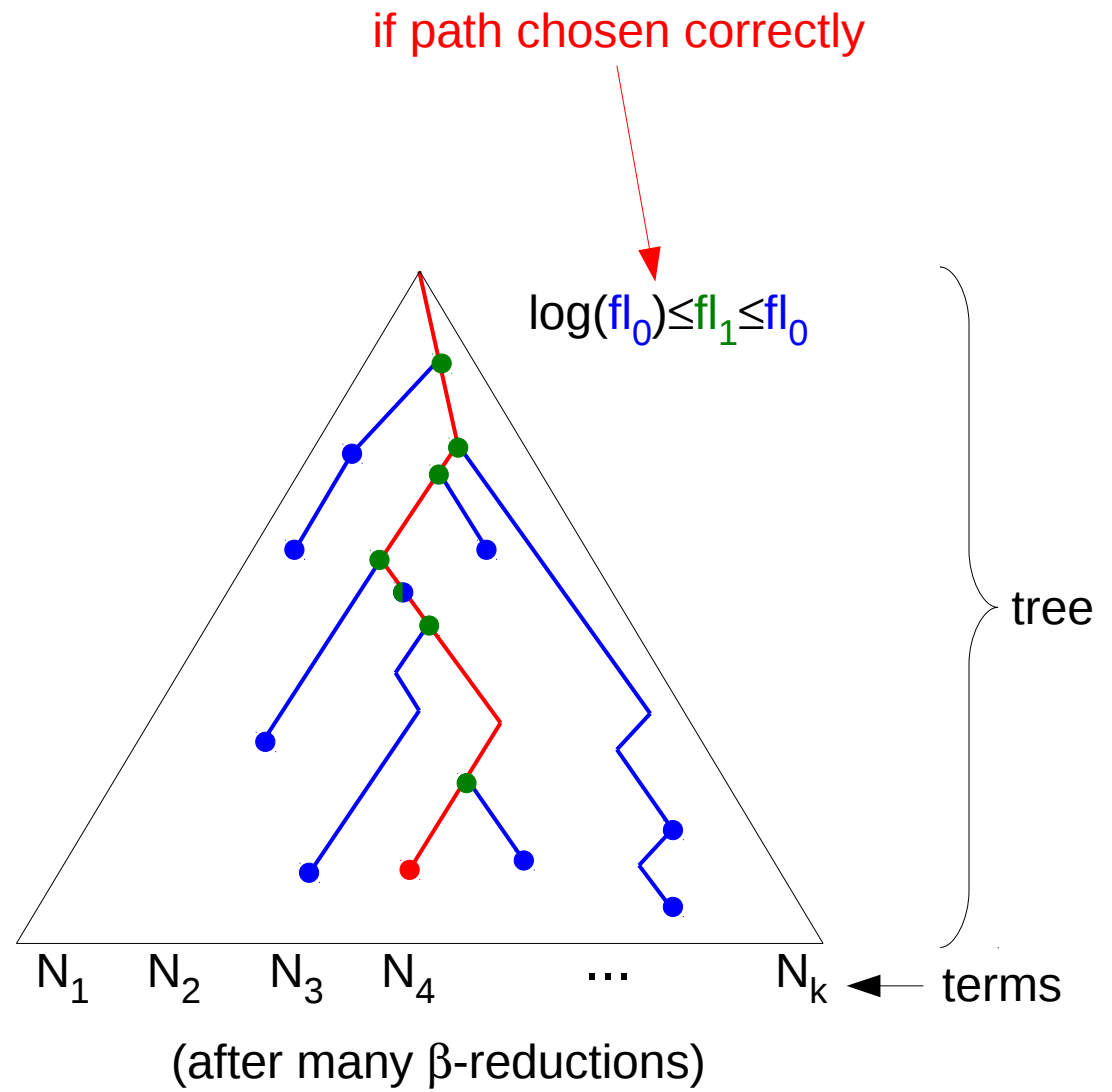 if path chosen correctly
log(fl₀)≤fl₁≤fl₀
tree
N₁ N₂ N₃ N₄ ... Nₖ
terms
(after many β-reductions)